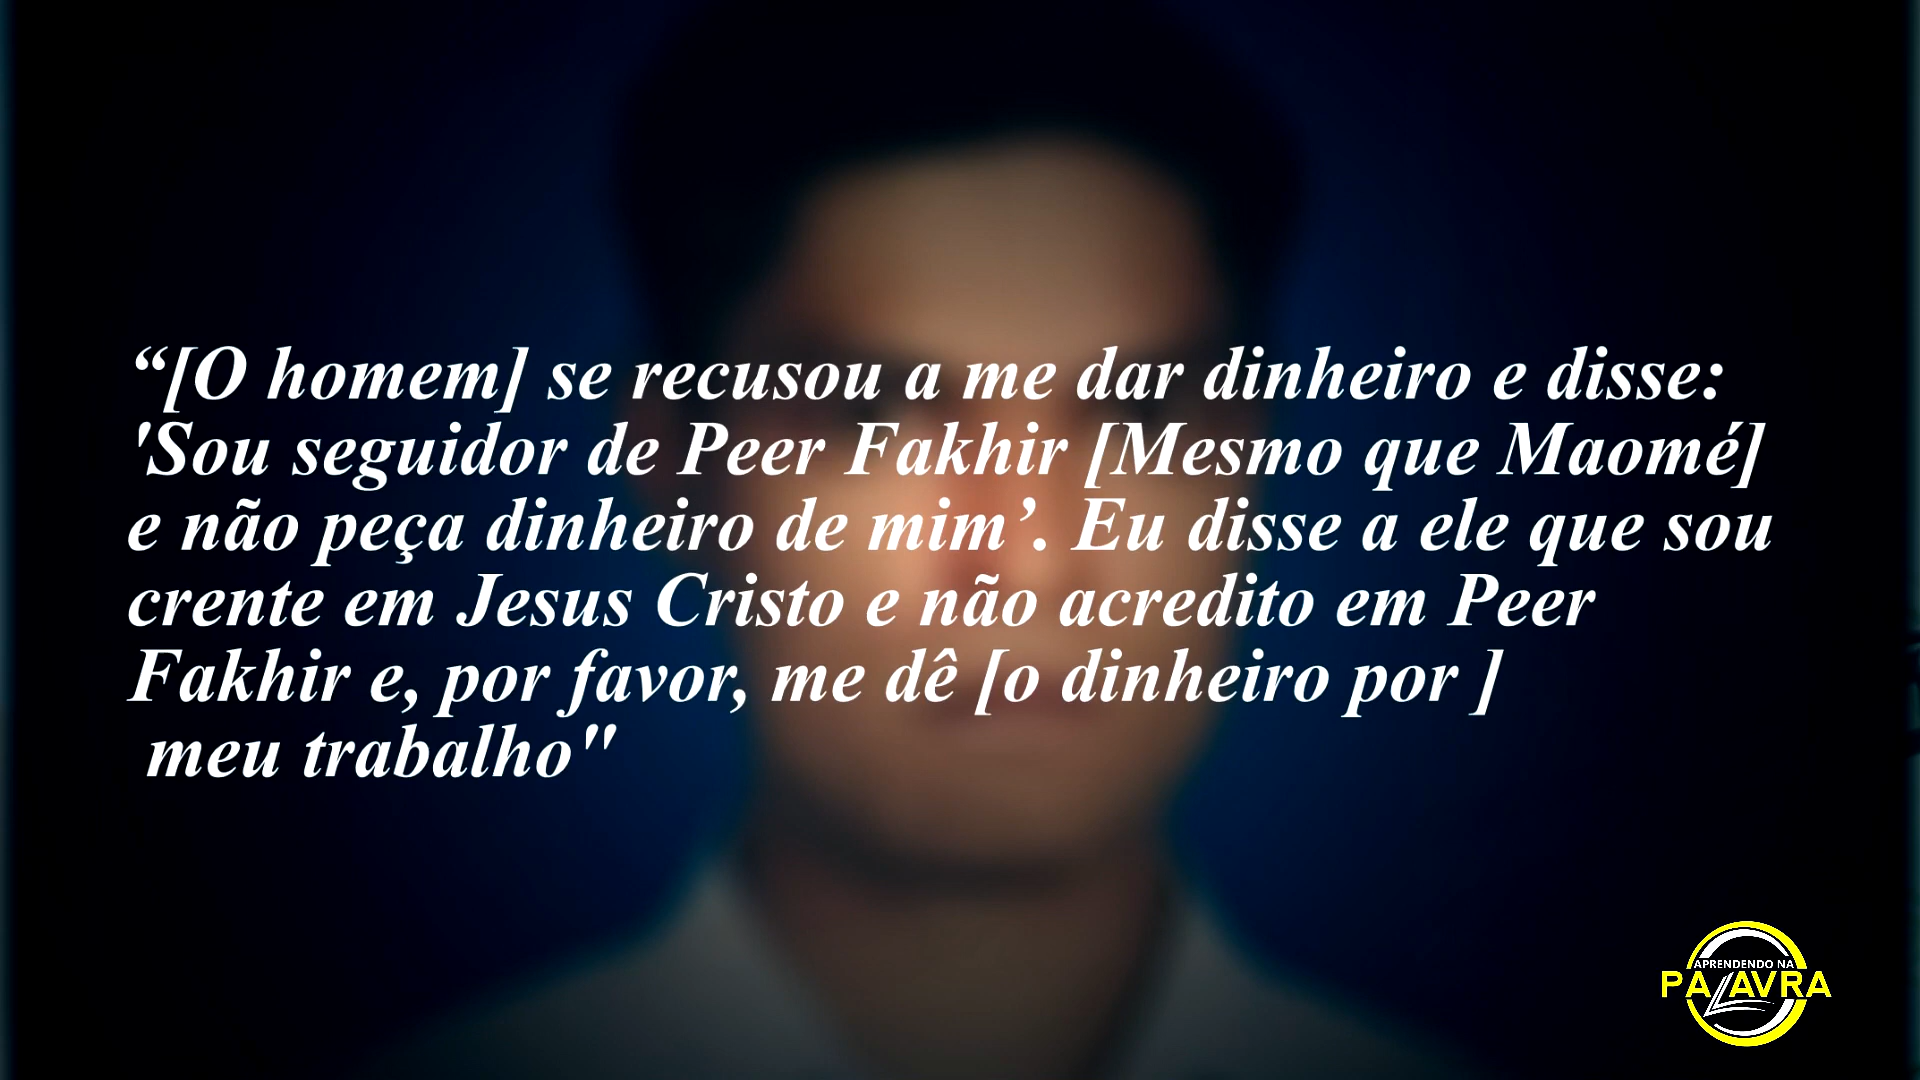 “[O homem] se recusou a me dar dinheiro e disse:
'Sou seguidor de Peer Fakhir [Mesmo que Maomé]
e não peça dinheiro de mim’. Eu disse a ele que sou
crente em Jesus Cristo e não acredito em Peer
Fakhir e, por favor, me dê [o dinheiro por ]
meu trabalho"
APRENDENDO NA
PALAVRA